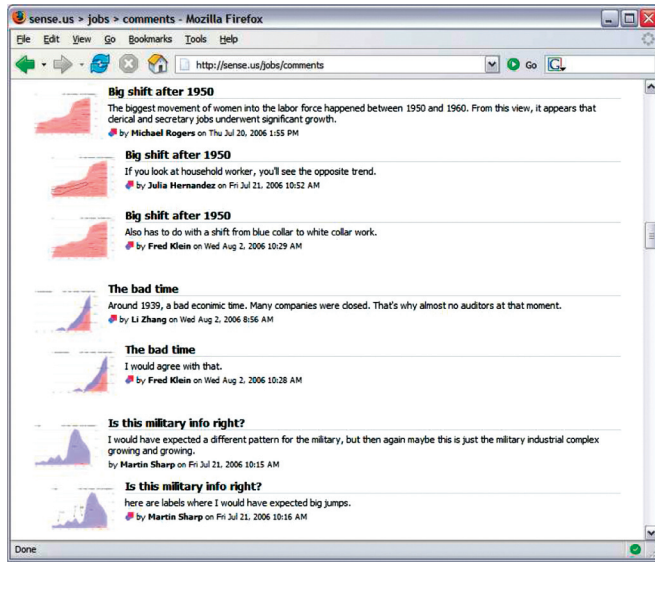 sense.us > jobs > comments - Mozilla Firefox
File Edit View Go Bookmarks Tools Help
http://sense.us/jobs/comments Go G
Big shift after 1950
The biggest movement of women into the labor force happened between 1950 and 1960. From this view, it appears that
clerical and secretary jobs underwent significant growth.
by Michael Rogers on Thu Jul 20, 2006 1:55 PM
Big shift after 1950
If you look at household worker, you'll see the opposite trend.
by Julia Hernandez on Fri Jul 21, 2006 10:52 AM
Big shift after 1950
Also has to do with a shift from blue collar to white collar work.
by Fred Klein on Wed Aug 2, 2006 10:29 AM
The bad time
Around 1939, a bad econimic time. Many companies were closed. That's why almost no auditors at that moment.
by Li Zhang on Wed Aug 2, 2006 8:56 AM
The bad time
I would agree with that.
by Fred Klein on Wed Aug 2, 2006 10:28 AM
Is this military info right?
I would have expected a different pattern for the military, but then again maybe this is just the military industrial complex
growing and growing.
by Martin Sharp on Fri Jul 21, 2006 10:15 AM
Is this military info right?
here are labels where I would have expected big jumps.
by Martin Sharp on Fri Jul 21, 2006 10:16 AM
Done